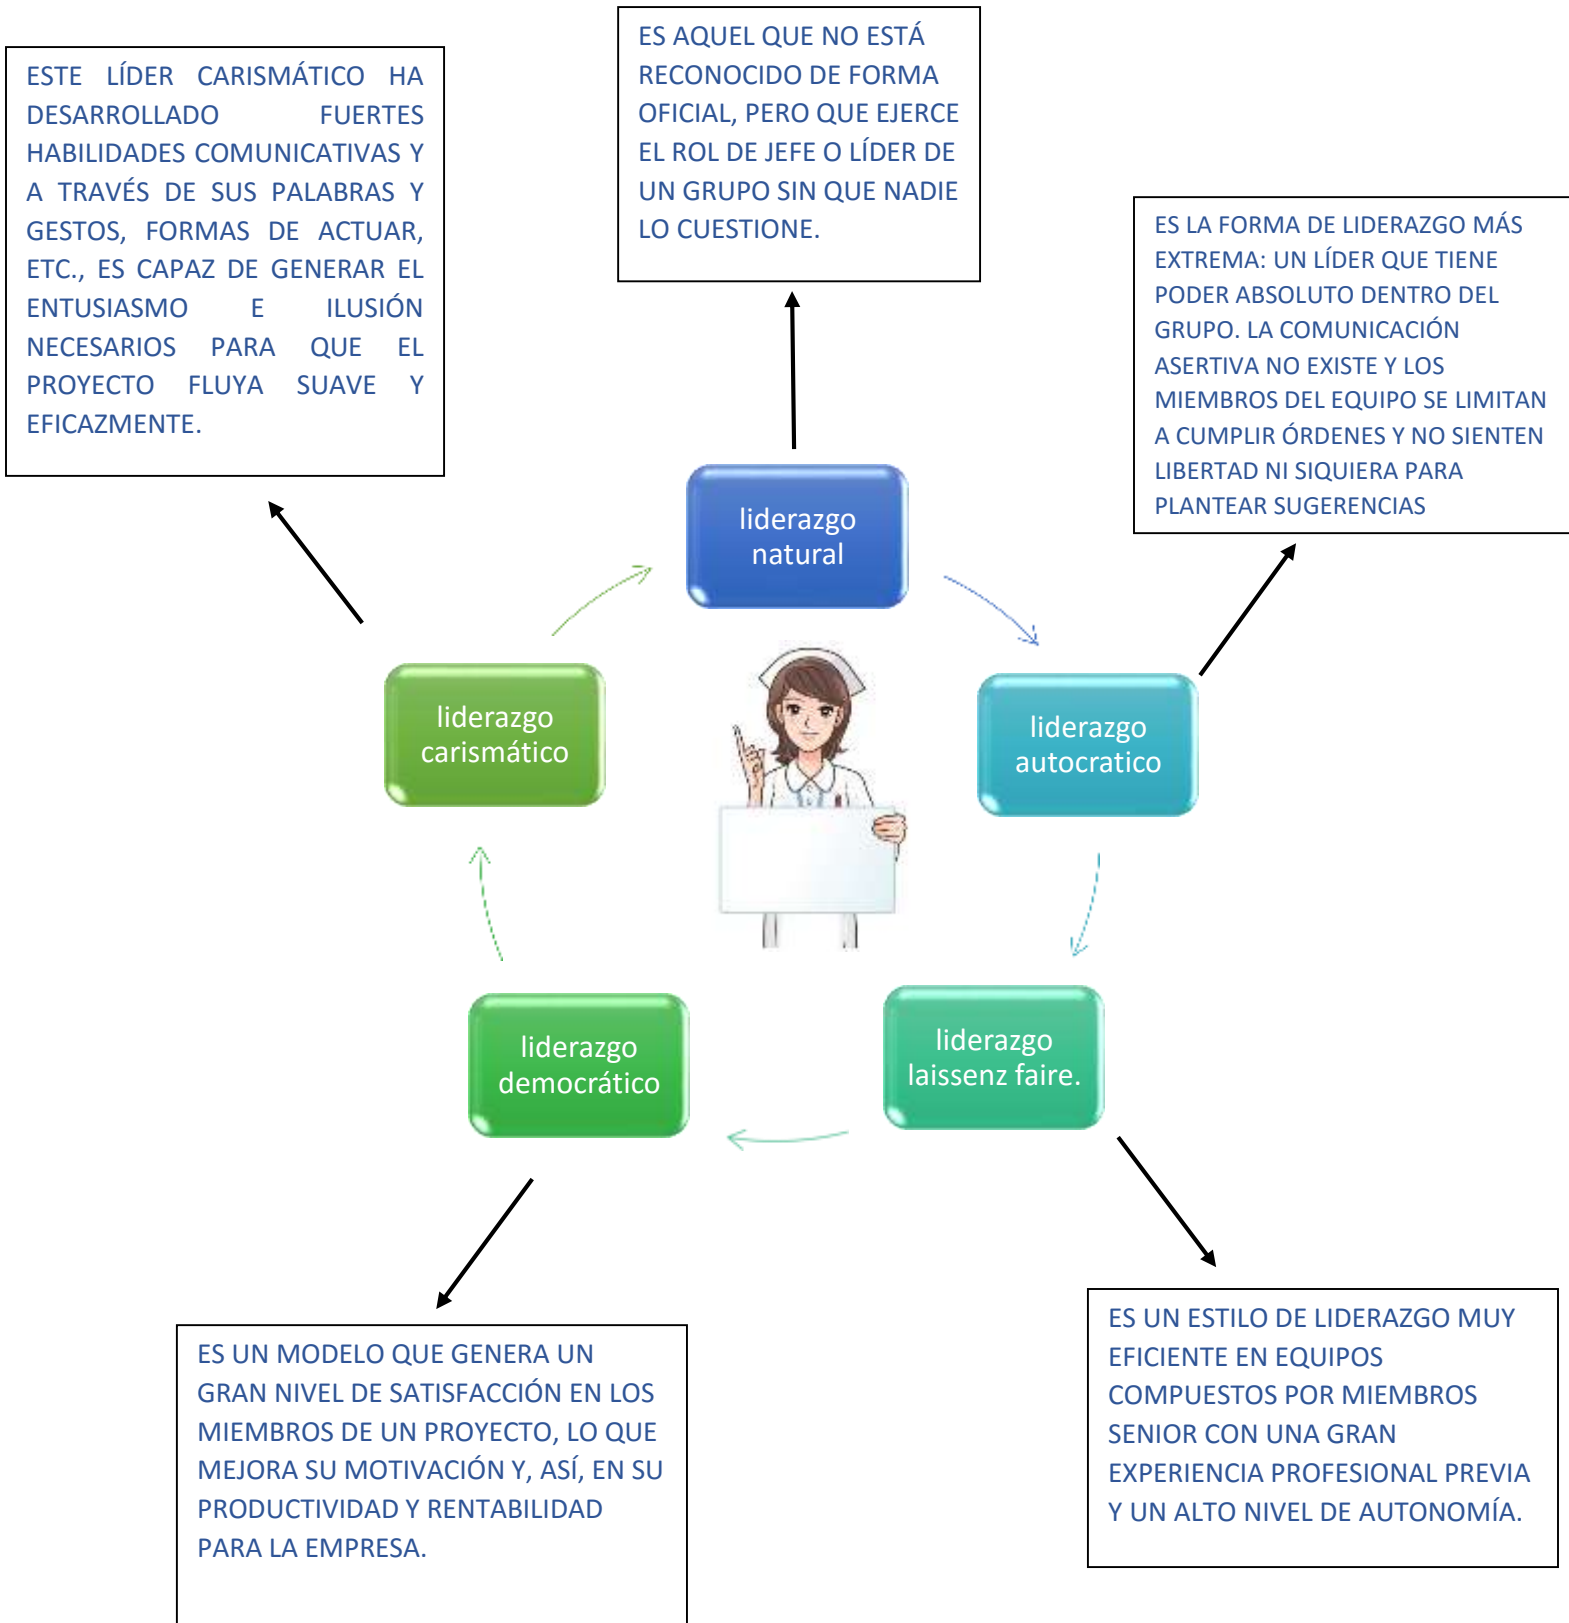 ES AQUEL QUE NO ESTÁ
RECONOCIDO DE FORMA
OFICIAL, PERO QUE EJERCE
EL ROL DE JEFE O LÍDER DE
UN GRUPO SIN QUE NADIE
LO CUESTIONE.
ESTE LÍDER CARISMÁTICO HA
DESARROLLADO FUERTES
HABILIDADES COMUNICATIVAS Y
A TRAVÉS DE SUS PALABRAS Y
GESTOS, FORMAS DE ACTUAR,
ETC., ES CAPAZ DE GENERAR EL
ENTUSIASMO E ILUSIÓN
NECESARIOS PARA QUE EL
PROYECTO FLUYA SUAVE Y
EFICAZMENTE.
ES LA FORMA DE LIDERAZGO MÁS
EXTREMA: UN LÍDER QUE TIENE
PODER ABSOLUTO DENTRO DEL
GRUPO. LA COMUNICACIÓN
ASERTIVA NO EXISTE Y LOS
MIEMBROS DEL EQUIPO SE LIMITAN
A CUMPLIR ÓRDENES Y NO SIENTEN
LIBERTAD NI SIQUIERA PARA
PLANTEAR SUGERENCIAS
liderazgo
natural
liderazgo
carismático
liderazgo
autocratico
liderazgo
democrático
liderazgo
laissenz faire.
ES UN MODELO QUE GENERA UN
GRAN NIVEL DE SATISFACCIÓN EN LOS
MIEMBROS DE UN PROYECTO, LO QUE
MEJORA SU MOTIVACIÓN Y, ASÍ, EN SU
PRODUCTIVIDAD Y RENTABILIDAD
PARA LA EMPRESA.
ES UN ESTILO DE LIDERAZGO MUY
EFICIENTE EN EQUIPOS
COMPUESTOS POR MIEMBROS
SENIOR CON UNA GRAN
EXPERIENCIA PROFESIONAL PREVIA
Y UN ALTO NIVEL DE AUTONOMÍA.